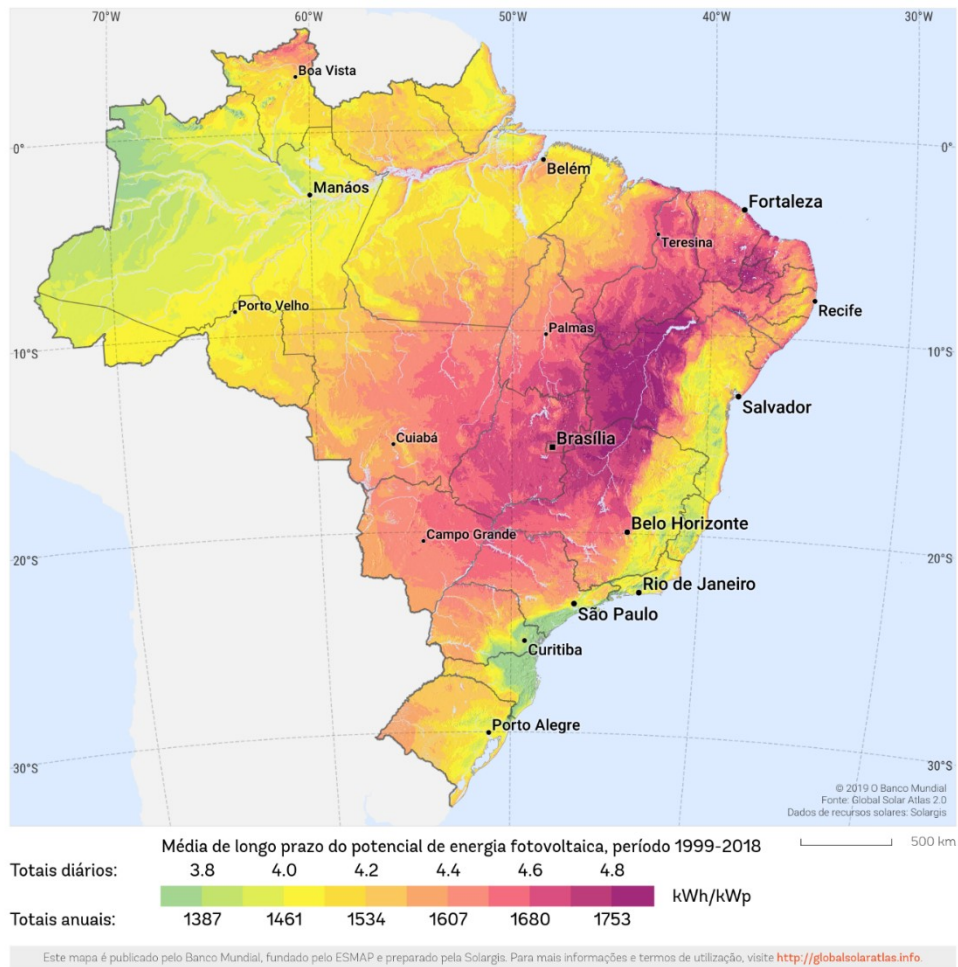 70°W 60°W 50°W 40°W 30°W
Boa Vista
0° 0°
Belém
Manáos
Fortaleza
Teresina
Porto Velho
Recife
Palmas
10°S 10°S
Salvador
Cuiabá
Brasília
Belo Horizonte
Campo Grande
20°S 20°S
Rio de Janeiro
São Paulo
Curitiba
Porto Alegre
30°S 30°S
© 2019 O Banco Mundial
Fonte: Global Solar Atlas 2.0
Dados de recursos solares: Solargis
Média de longo prazo do potencial de energia fotovoltaica, período 1999-2018
500 km
Totais diários: 3.8 4.0 4.2 4.4 4.6 4.8
kWh/kWp
Totais anuais: 1387 1461 1534 1607 1680 1753
Este mapa é publicado pelo Banco Mundial, fundado pelo ESMAP e preparado pela Solargis. Para mais informações e termos de utilização, visite http://globalsolaratlas.info.